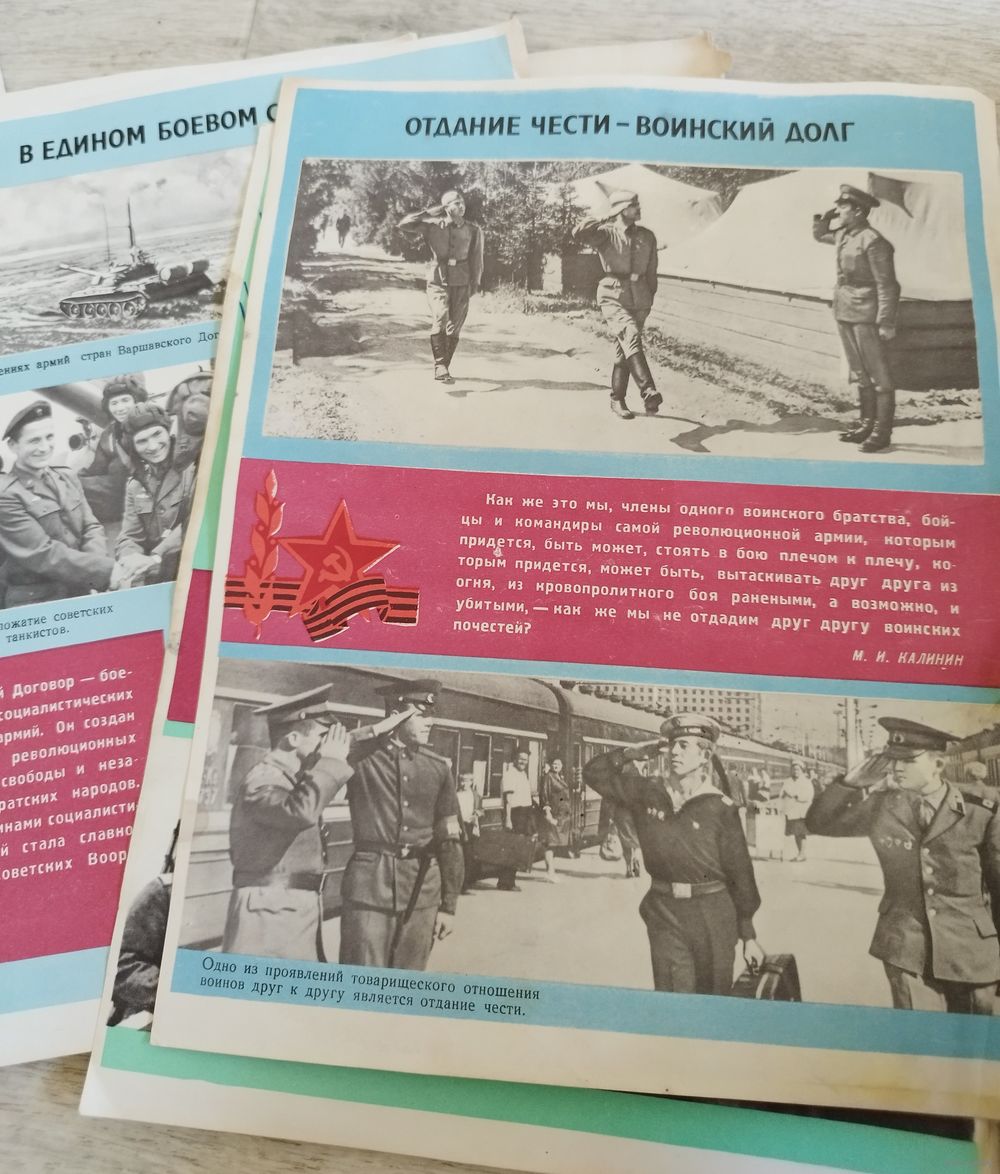 В ЕДИНОМ БОЕВОМ
армий стран Варшавского
советских
танкистов.
Договор — бое-
социалистических
Он создан
революционных
свободы и неза-
народов.
социалисти
стала славно
ОТДАНИЕ ЧЕСТИ – ВОИНСКИЙ ДОЛГ
Как же это мы, члены одного воинского братства, бой-
цы и командиры самой революционной армии, которым
придется, быть может, стоять в бою плечом к плечу, ко-
торым придется, может быть, вытаскивать друг друга из
огня, из кровопролитного боя ранеными, а возможно, и
убитыми, — как же мы не отдадим друг другу воинских
почестей?
М. И. КАЛИНИН
Одно из проявлений товарищеского отношения
воинов друг к другу является отдание чести.